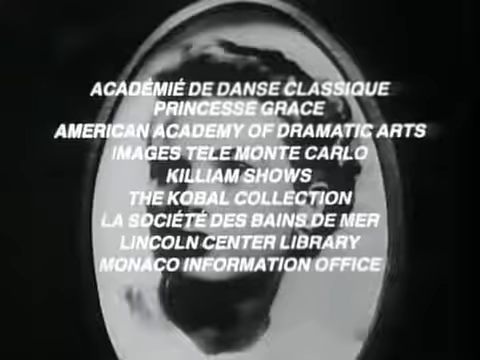 ACADÉMIÉ DE DANSE CLASSIQUE
PRINCESSE GRACE
AMERICAN ACADEMY OF DRAMATIC ARTS
IMAGES TELE MONTE CARLO
KILLIAM SHOWS
THE KOBAL COLLECTION
LA SOCIÉTÉ DES BAINS DE MER
LINCOLN CENTER LIBRARY
MONACO INFORMATION OFFICE